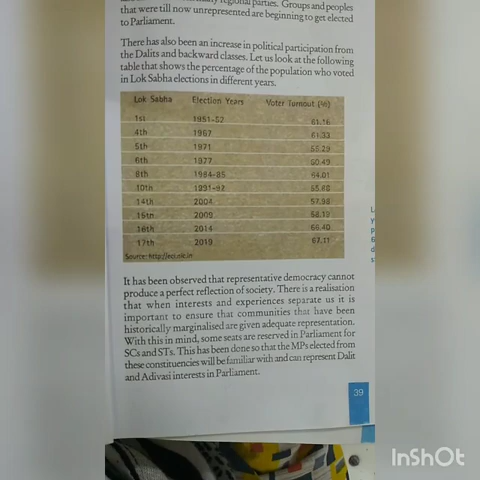 regional parties. Groups and peoples
that were till now unrepresented are beginning to get elected
to Parliament.
There has also been an increase in political participation from
the Dalits and backward classes. Let us look at the following
table that shows the percentage of the population who voted
in Lok Sabha elections in different years.
Lok Sabha Election Years Voter Turnout (%)
1st 1951-52 61.16
4th 1967 61.33
5th 1971 55.29
6th 1977 60.49
8th 1984-85 64.01
10th 1991-92 55.88
14th 2004 57.98
15th 2009 58.19
16th 2014 66.40
17th 2019 67.11
Source: http://eci.nic.in
It has been observed that representative democracy cannot
produce a perfect reflection of society. There is a realisation
that when interests and experiences separate us it is
important to ensure that communities that have been
historically marginalised are given adequate representation.
With this in mind, some seats are reserved in Parliament for
SCs and STs. This has been done so that the MPs elected from
these constituencies will be familiar with and can represent Dalit
and Adivasi interests in Parliament.
39
InShOt